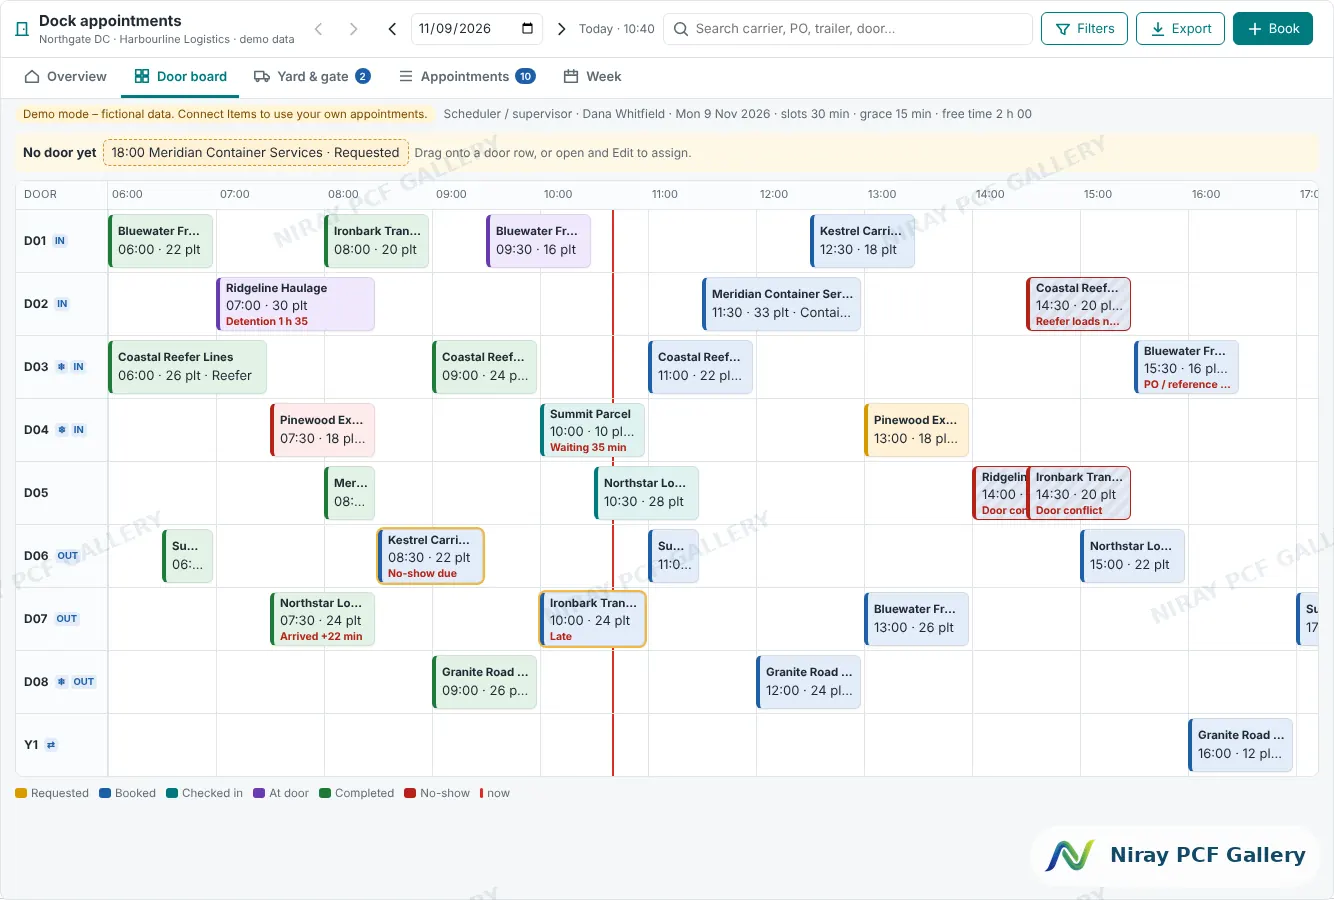 Dock appointments
Northgate DC · Harbourline Logistics · demo data
11/09/2026
Today · 10:40
Search carrier, PO, trailer, door...
Filters
Export
Book
Overview
Door board
Yard & gate 2
Appointments 10
Week
Demo mode – fictional data. Connect Items to use your own appointments.
Scheduler / supervisor · Dana Whitfield · Mon 9 Nov 2026 · slots 30 min · grace 15 min · free time 2 h 00
No door yet
18:00 Meridian Container Services · Requested
Drag onto a door row, or open and Edit to assign.
DOOR 06:00 07:00 08:00 09:00 10:00 11:00 12:00 13:00 14:00 15:00 16:00 17:0
D01 IN
Bluewater Fr...
06:00 · 22 plt
Ironbark Tran...
08:00 · 20 plt
Bluewater Fr...
09:30 · 16 plt
Kestrel Carri...
12:30 · 18 plt
D02 IN
Ridgeline Haulage
07:00 · 30 plt
Detention 1 h 35
Meridian Container Ser...
11:30 · 33 plt · Contai...
Coastal Reef...
14:30 · 20 pl...
Reefer loads n...
D03 IN
Coastal Reefer Lines
06:00 · 26 plt · Reefer
Coastal Reef...
09:00 · 24 p...
Coastal Reef...
11:00 · 22 pl...
Bluewater Fr...
15:30 · 16 pl...
PO / reference ...
D04 IN
Pinewood Ex...
07:30 · 18 pl...
Summit Parcel
10:00 · 10 pl...
Waiting 35 min
Pinewood Ex...
13:00 · 18 pl...
D05
Mer...
08:...
Northstar Lo...
10:30 · 28 plt
Ridgelin
14:00 ·
Door con
Ironbark Tran...
14:30 · 20 plt
Door conflict
D06 OUT
Su...
06:...
Kestrel Carri...
08:30 · 22 plt
No-show due
Su...
11:0...
Northstar Lo...
15:00 · 22 plt
D07 OUT
Northstar Lo...
07:30 · 24 plt
Arrived +22 min
Ironbark Tran...
10:00 · 24 plt
Late
Bluewater Fr...
13:00 · 26 plt
Su
17
D08 OUT
Granite Road ...
09:00 · 26 p...
Granite Road ...
12:00 · 24 pl...
Y1
Granite Road ...
16:00 · 12 pl...
Requested
Booked
Checked in
At door
Completed
No-show
now
Niray PCF Gallery
NIRAY PCF GALLERY
NIRAY PCF GALLERY